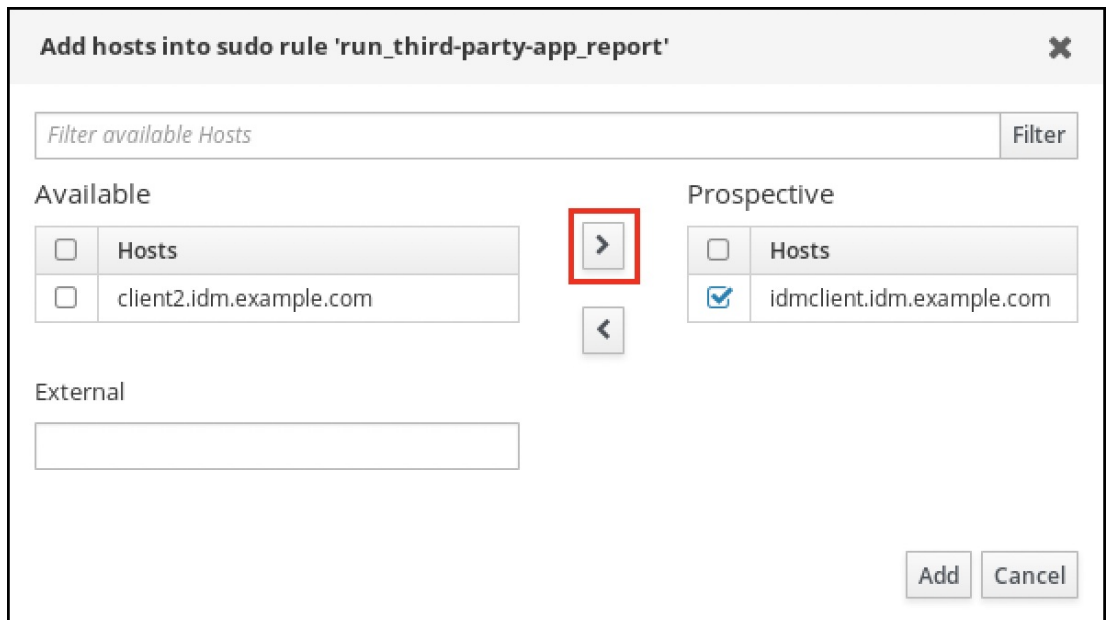 Add hosts into sudo rule 'run_third-party-app_report'
Filter available Hosts
Filter
Available
Prospective
Hosts
Hosts
client2.idm.example.com
idmclient.idm.example.com
External
Add
Cancel